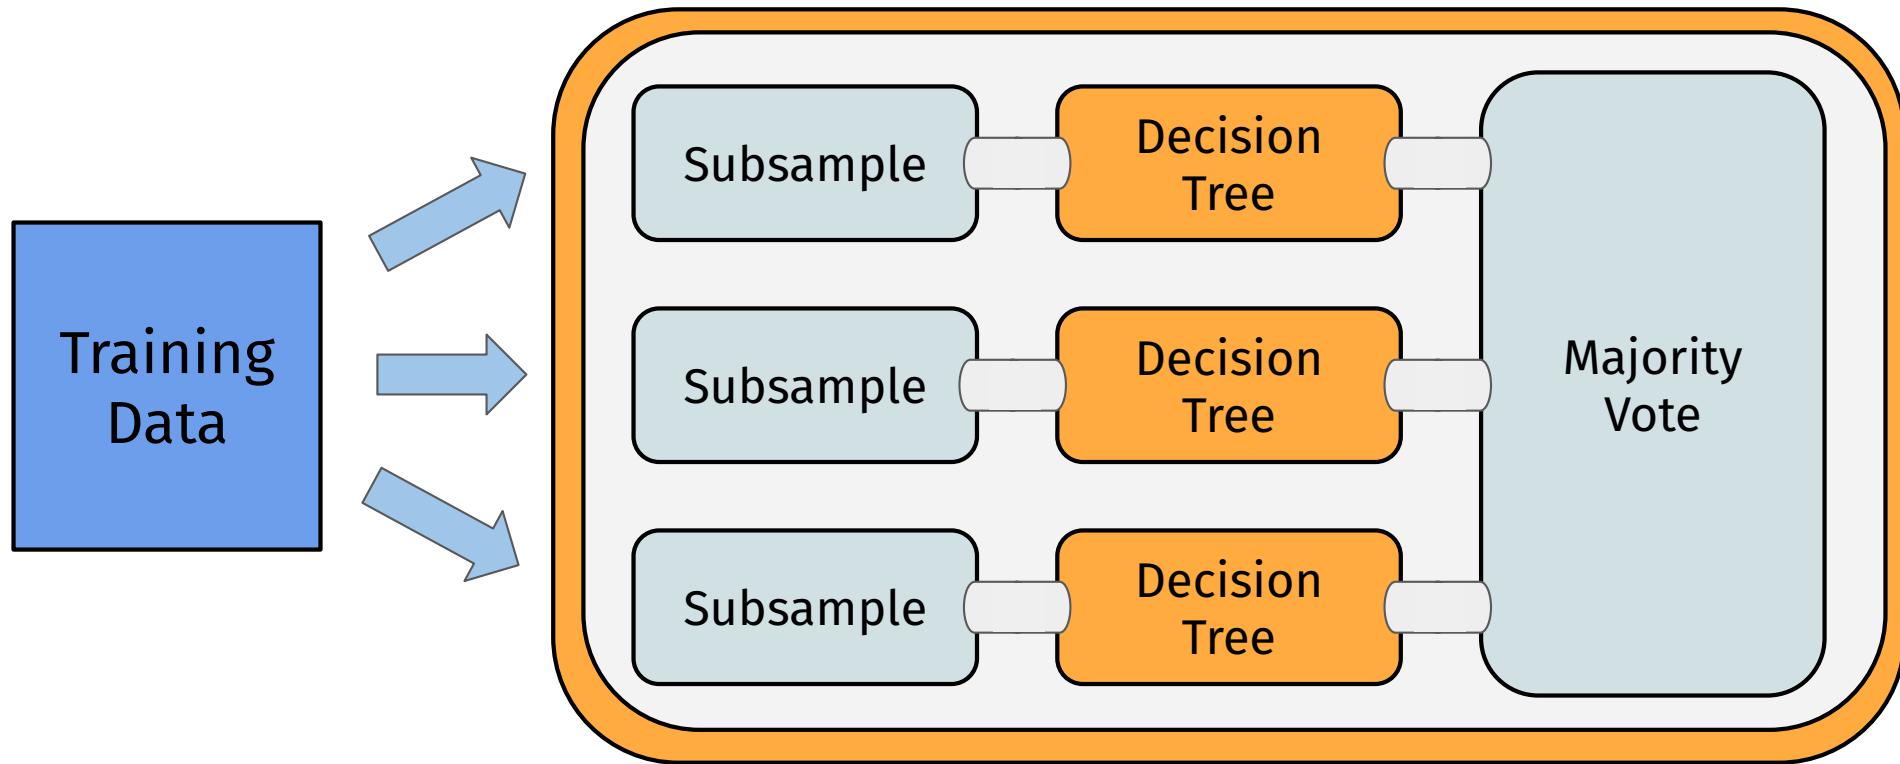 Training
Data
Subsample
Decision
Tree
Subsample
Decision
Tree
Subsample
Decision
Tree
Majority
Vote